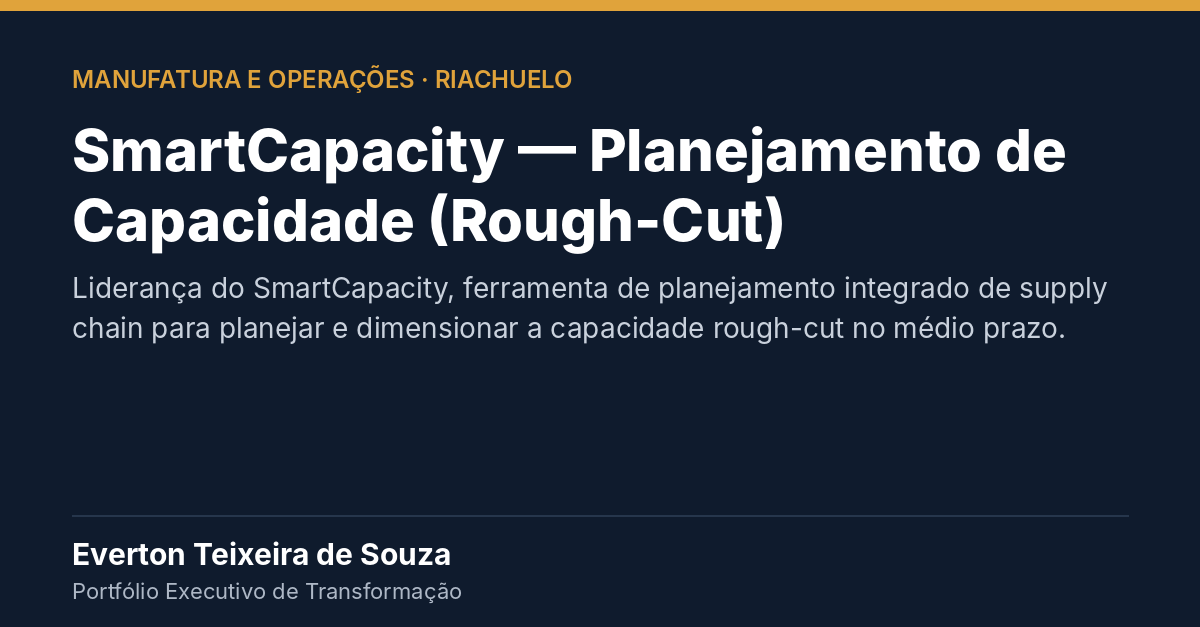 MANUFATURA E OPERAÇÕES · RIACHUELO
SmartCapacity — Planejamento de
Capacidade (Rough-Cut)
Liderança do SmartCapacity, ferramenta de planejamento integrado de supply
chain para planejar e dimensionar a capacidade rough-cut no médio prazo.
Everton Teixeira de Souza
Portfólio Executivo de Transformação